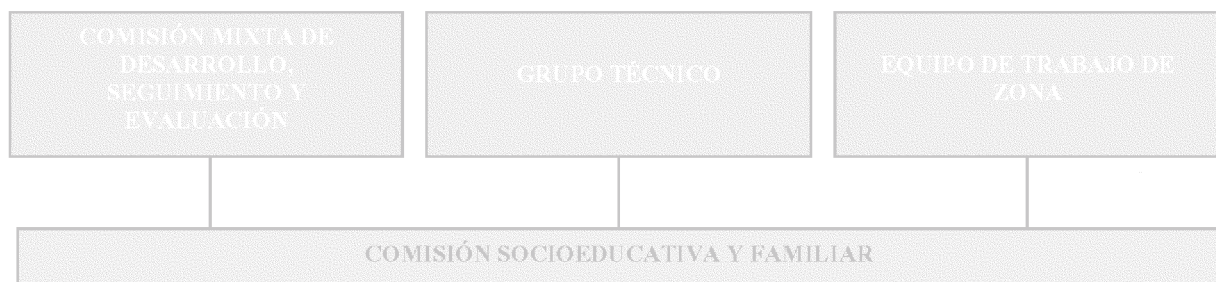 COMISIÓN MIXTA DE
DESARROLLO,
SEGUIMIENTO Y
EVALUACIÓN
GRUPO TÉCNICO
EQUIPO DE TRABAJO DE
ZONA
COMISIÓN SOCIOEDUCATIVA Y FAMILIAR